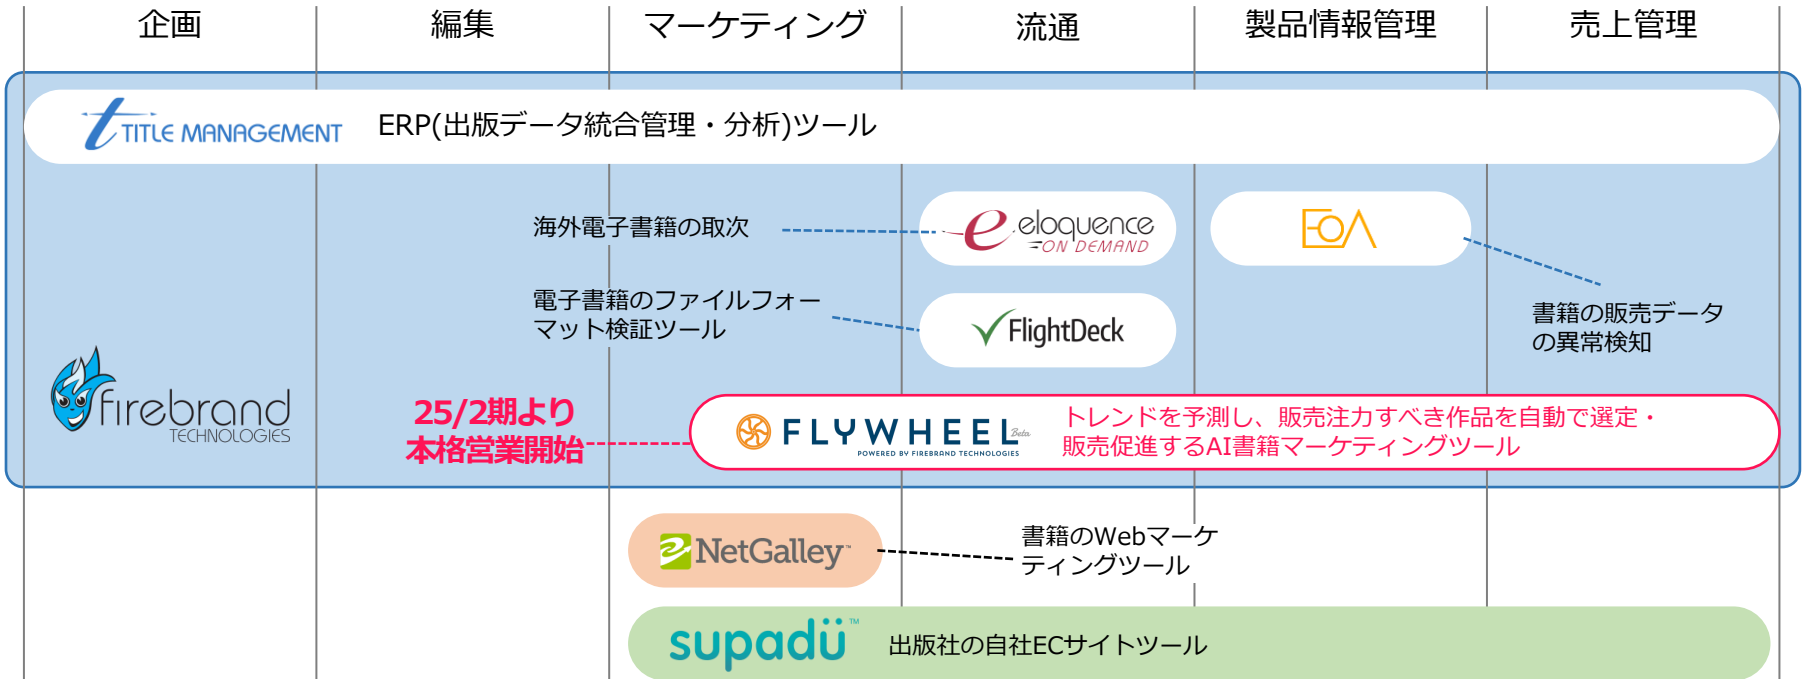 企画
編集
マーケティング
流通
製品情報管理
売上管理
t TITLE MANAGEMENT
ERP(出版データ統合管理・分析)ツール
海外電子書籍の取次
e eloquence
ON DEMAND
EOA
電子書籍のファイルフォー
マット検証ツール
FlightDeck
書籍の販売データ
の異常検知
firebrand
TECHNOLOGIES
25/2期より
本格営業開始
FLYWHEEL Beta
POWERED BY FIREBRAND TECHNOLOGIES
トレンドを予測し、販売注力すべき作品を自動で選定・
販売促進するAI書籍マーケティングツール
NetGalley™
書籍のWebマーケ
ティングツール
supadü™
出版社の自社ECサイトツール